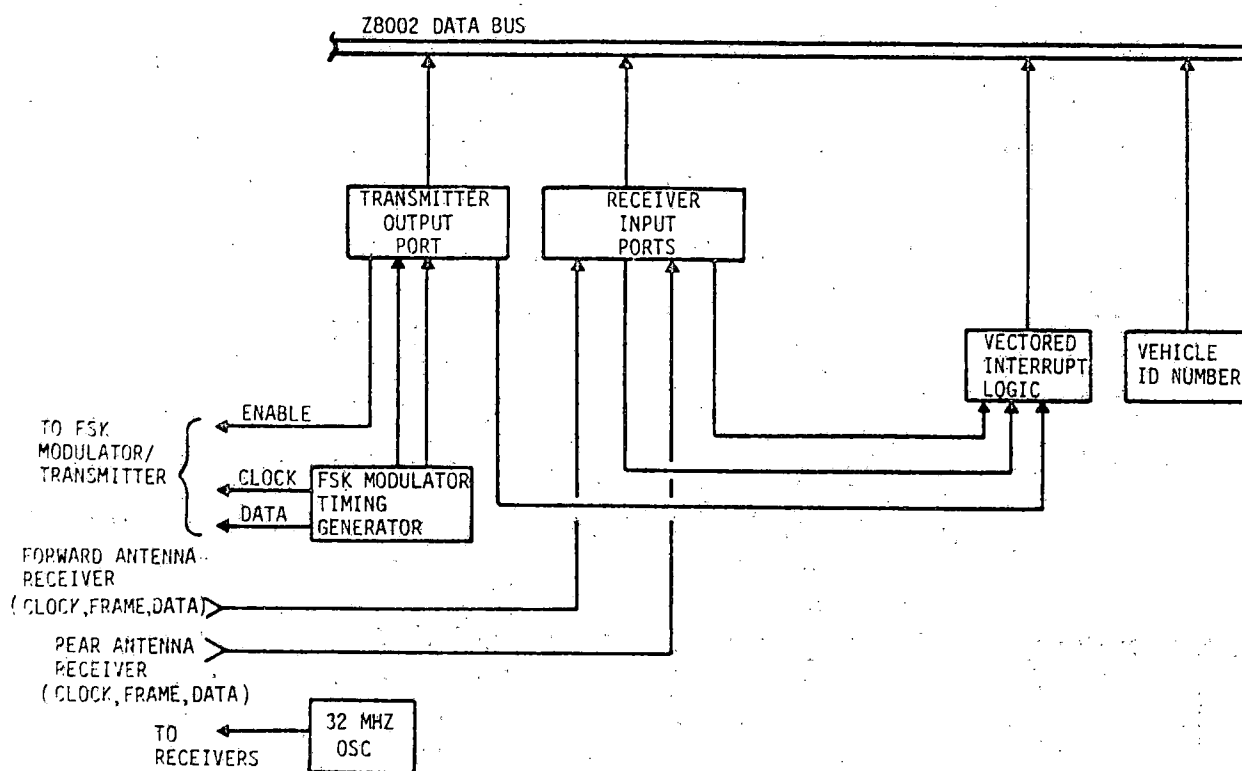 Z8002 DATA BUS
TRANSMITTER
OUTPUT
PORT
RECEIVER
INPUT
PORTS
VECTORED
INTERRUPT
LOGIC
VEHICLE
ID NUMBER
ENABLE
TO FSK
MODULATOR/
TRANSMITTER
CLOCK
DATA
FSK MODULATOR
TIMING
GENERATOR
FORWARD ANTENNA
RECEIVER
(CLOCK,FRAME,DATA)
REAR ANTENNA
RECEIVER
(CLOCK,FRAME,DATA)
TO
RECEIVERS
32 MHZ
OSC